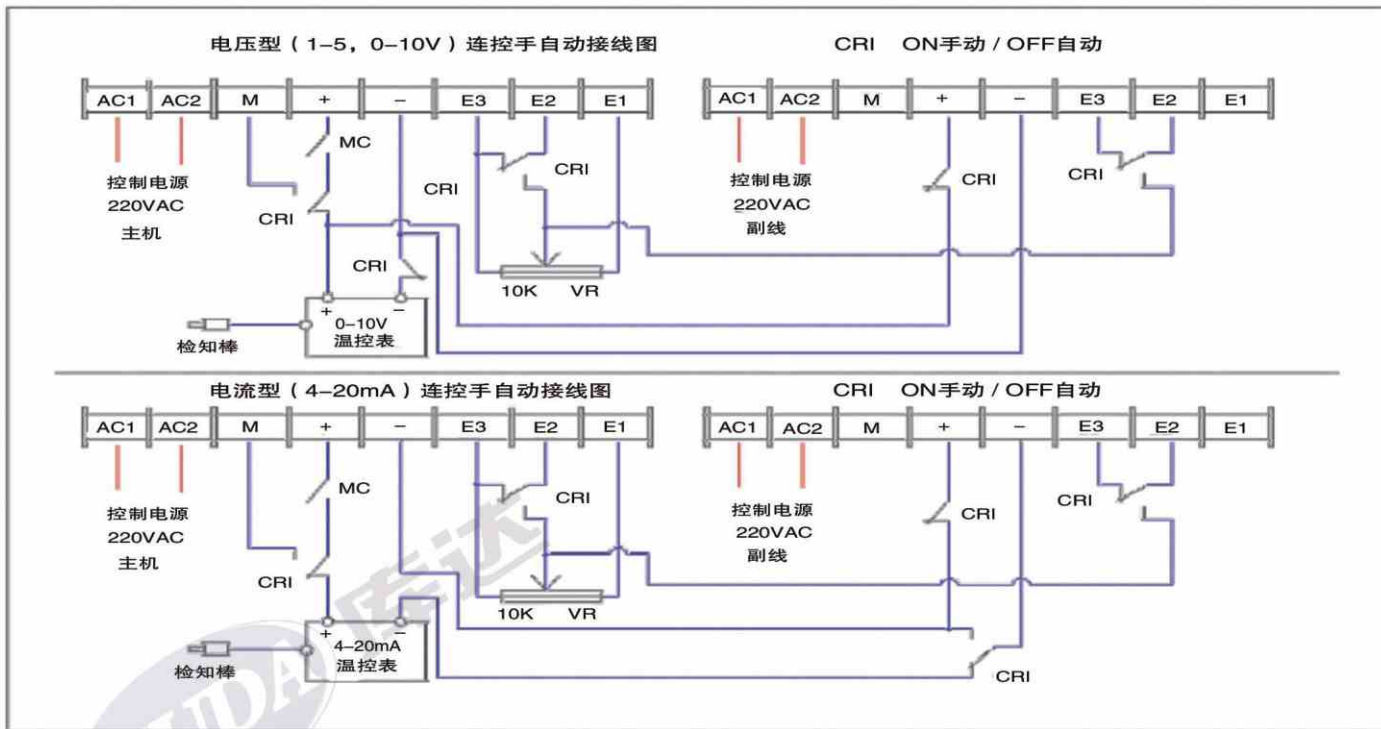 电压型（1-5，0-10V）连控手自动接线图
CRI ON手动 / OFF自动
AC1 AC2 M + − E3 E2 E1
AC1 AC2 M + − E3 E2 E1
MC
CRI
CRI
CRI
CRI
CRI
CRI
控制电源
220VAC
主机
控制电源
220VAC
副线
10K VR
+ −
0-10V
温控表
检知棒
电流型（4-20mA）连控手自动接线图
CRI ON手动 / OFF自动
AC1 AC2 M + − E3 E2 E1
AC1 AC2 M + − E3 E2 E1
MC
CRI
CRI
CRI
CRI
控制电源
220VAC
主机
控制电源
220VAC
副线
10K VR
+ −
4-20mA
温控表
检知棒
CRI
UDA 库达